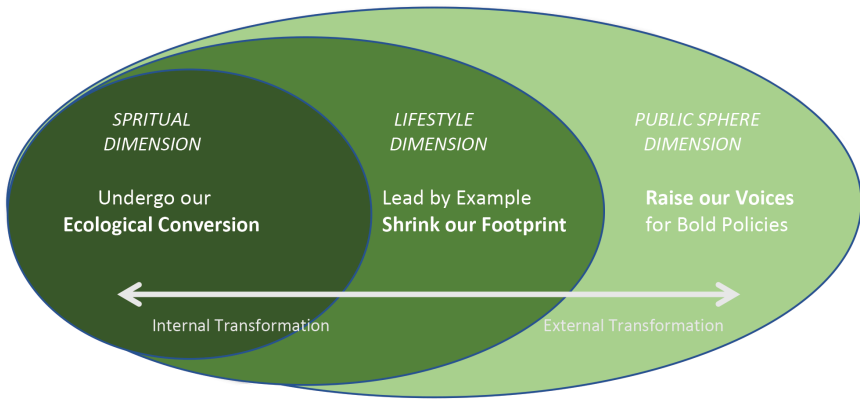 SPRITUAL
DIMENSION
Undergo our
Ecological Conversion
LIFESTYLE
DIMENSION
Lead by Example
Shrink our Footprint
PUBLIC SPHERE
DIMENSION
Raise our Voices
for Bold Policies
Internal Transformation
External Transformation